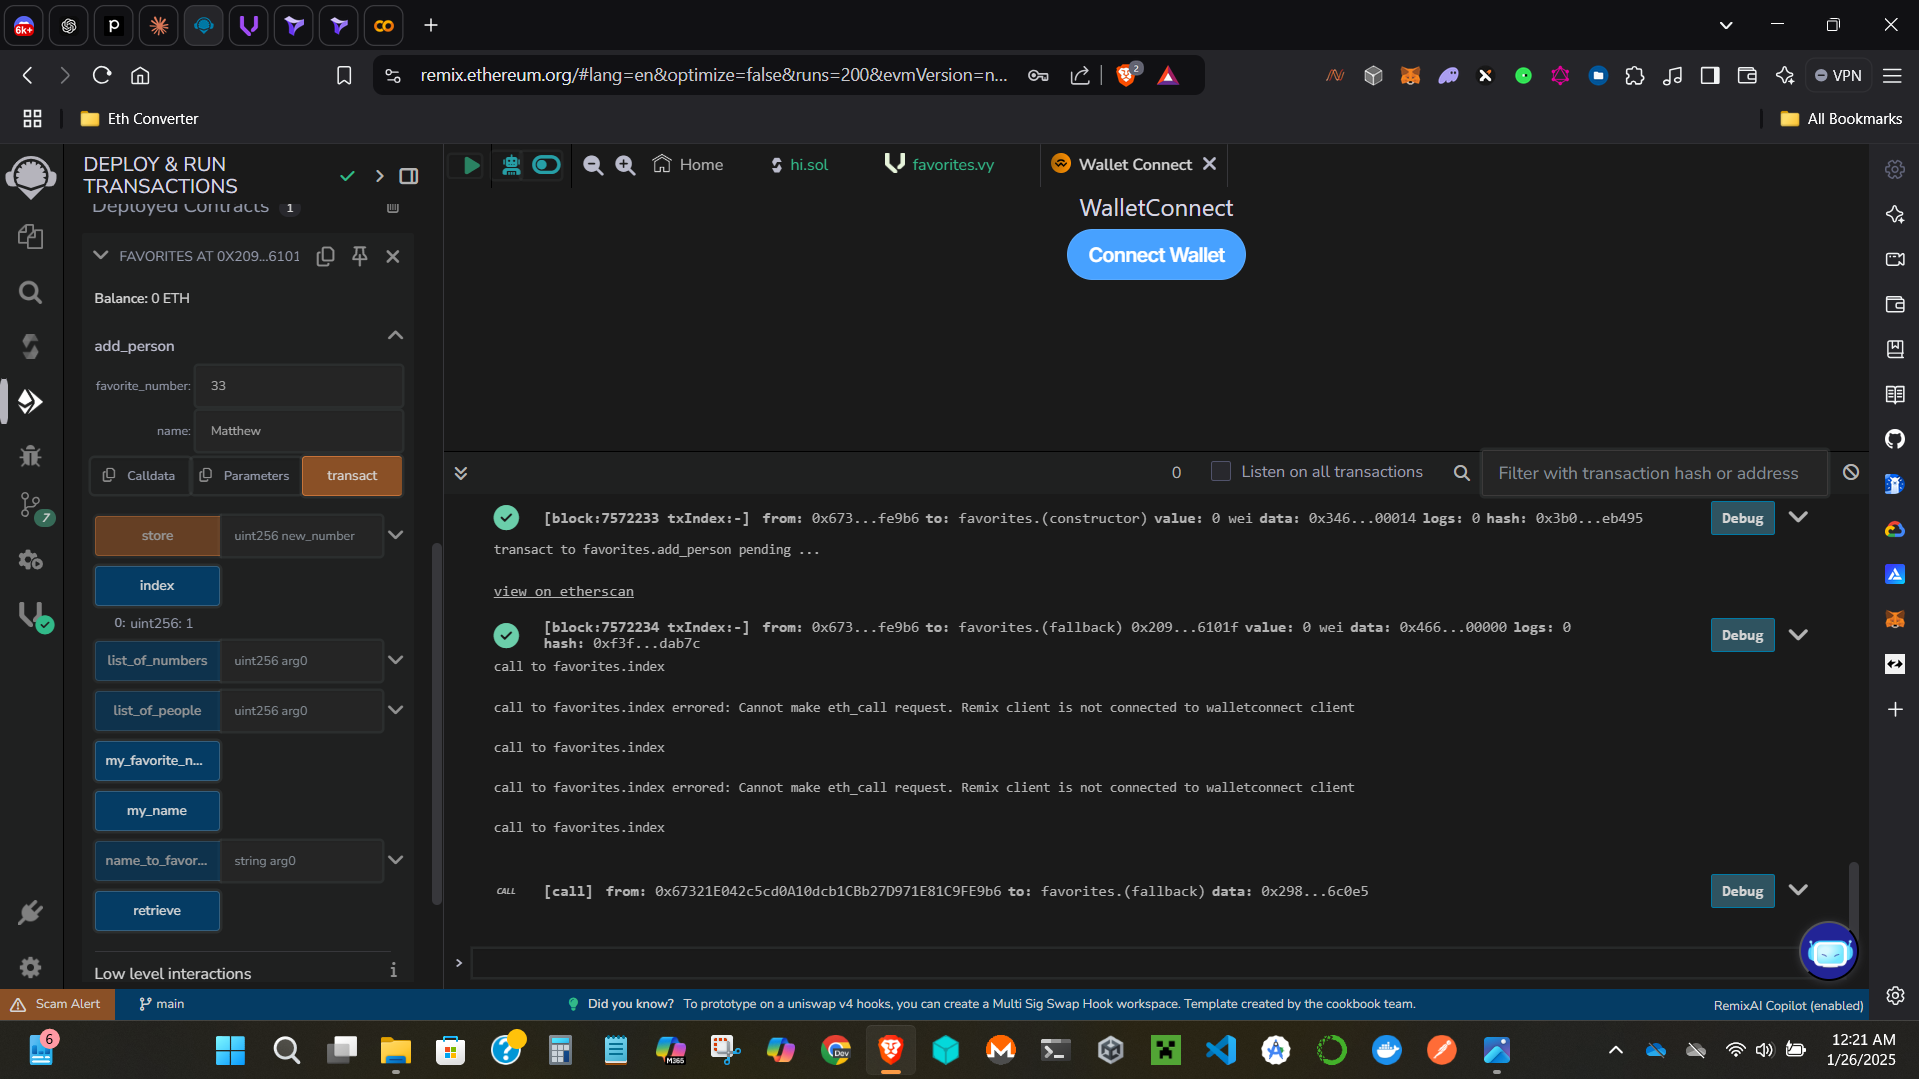 6k+
remix.ethereum.org/#lang=en&optimize=false&runs=200&evmVersion=n...
2
VPN
Eth Converter
All Bookmarks
DEPLOY & RUN
TRANSACTIONS
Deployed Contracts 1
FAVORITES AT 0X209...6101
Balance: 0 ETH
add_person
favorite_number: 33
name: Matthew
Calldata Parameters transact
store uint256 new_number
index
0: uint256: 1
list_of_numbers uint256 arg0
list_of_people uint256 arg0
my_favorite_n...
my_name
name_to_favor... string arg0
retrieve
Low level interactions i
7
Home hi.sol favorites.vy Wallet Connect
WalletConnect
Connect Wallet
0 Listen on all transactions Filter with transaction hash or address
[block:7572233 txIndex:-] from: 0x673...fe9b6 to: favorites.(constructor) value: 0 wei data: 0x346...00014 logs: 0 hash: 0x3b0...eb495
Debug
transact to favorites.add_person pending ...
view on etherscan
[block:7572234 txIndex:-] from: 0x673...fe9b6 to: favorites.(fallback) 0x209...6101f value: 0 wei data: 0x466...00000 logs: 0
hash: 0xf3f...dab7c
Debug
call to favorites.index
call to favorites.index errored: Cannot make eth_call request. Remix client is not connected to walletconnect client
call to favorites.index
call to favorites.index errored: Cannot make eth_call request. Remix client is not connected to walletconnect client
call to favorites.index
CALL [call] from: 0x67321E042c5cd0A10dcb1CBb27D971E81C9FE9b6 to: favorites.(fallback) data: 0x298...6c0e5
Debug
>
Scam Alert main Did you know? To prototype on a uniswap v4 hooks, you can create a Multi Sig Swap Hook workspace. Template created by the cookbook team. RemixAI Copilot (enabled)
6
M365
Dev
12:21 AM
1/26/2025